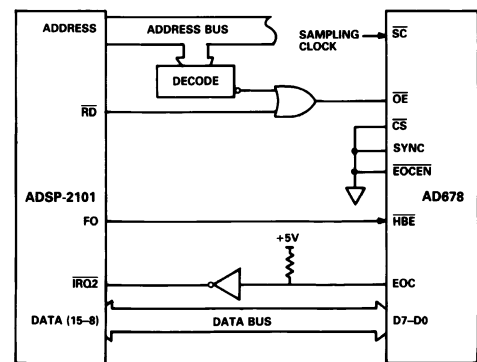 ADDRESS
ADDRESS BUS
SAMPLING
CLOCK
SC
DECODE
RD
OE
CS
SYNC
EOCEN
ADSP-2101
AD678
FO
HBE
+5V
IRQ2
EOC
DATA (15–8)
DATA BUS
D7–D0